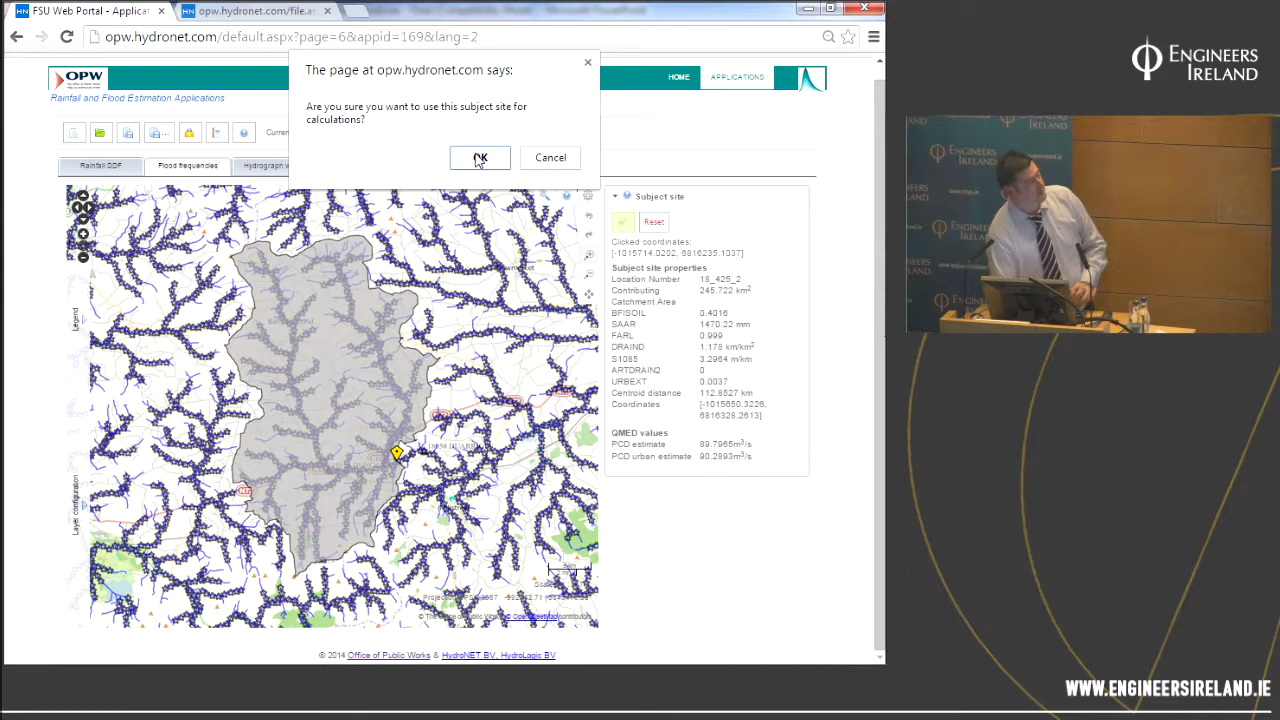 FSU Web Portal - Applicat
opw.hydronet.com/file.as
opw.hydronet.com/default.aspx?page=6&appid=169&lang=2
OPW
HOME
APPLICATIONS
Rainfall and Flood Estimation Applications
The page at opw.hydronet.com says:
Are you sure you want to use this subject site for
calculations?
OK
Cancel
Rainfall DDF
Flood frequencies
Hydrograph w
Subject site
Reset
Clicked coordinates:
[-1015714.0202, 6816235.1037]
Subject site properties
Location Number 18_425_2
Contributing 245.722 km²
Catchment Area
BFISOIL 0.4016
SAAR 1470.22 mm
FARL 0.999
DRAIND 1.178 km/km²
S1085 3.2964 m/km
ARTDRAIN2 0
URBEXT 0.0037
Centroid distance 112.6527 km
Coordinates [-1015650.3226,
6816328.2613]
QMED values
PCD estimate 89.7965m³/s
PCD urban estimate 90.2893m³/s
Legend
Layer configuration
© 2014 Office of Public Works & HydroNET BV, HydroLogic BV
ENGINEERS
IRELAND
ENGINEERS
IRELAND
WWW.ENGINEERSIRELAND.IE